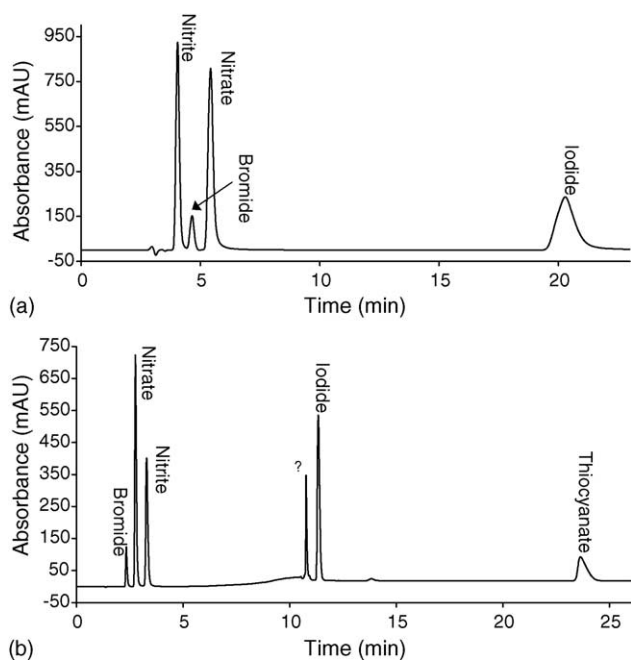 Absorbance (mAU)
950
750
550
350
150
-50
Nitrite
Nitrate
Bromide
Iodide
0
5
10
15
20
Time (min)
(a)
Absorbance (mAU)
750
650
550
450
350
250
150
50
-50
Bromide
Nitrate
Nitrite
?
Iodide
Thiocyanate
0
5
10
15
20
25
Time (min)
(b)